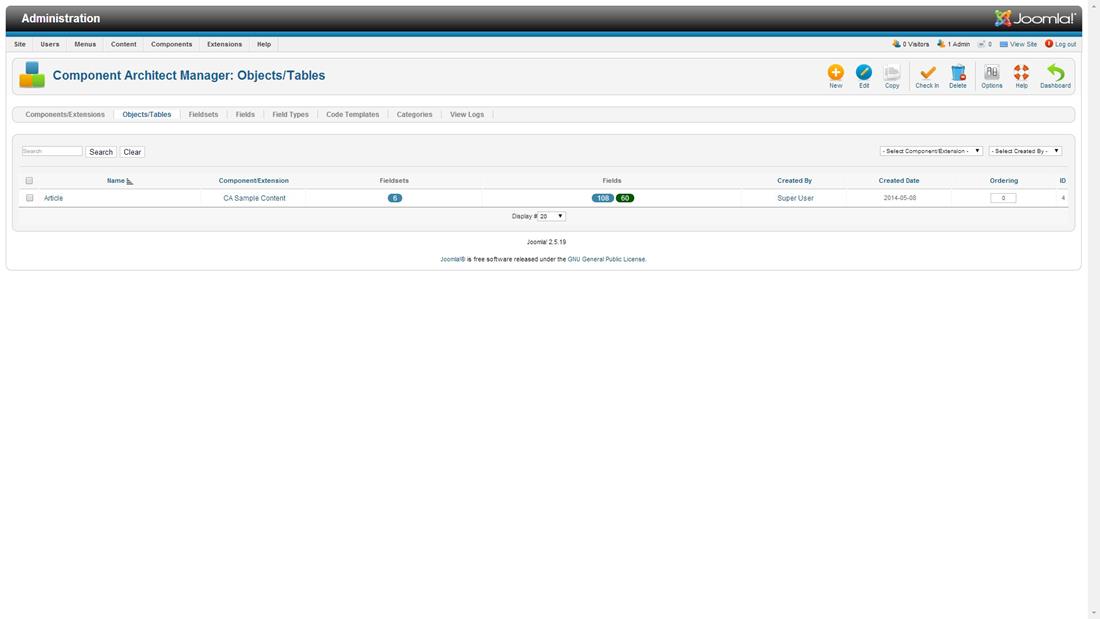 Administration
Joomla!®
Site Users Menus Content Components Extensions Help
0 Visitors 1 Admin 0 View Site Log out
Component Architect Manager: Objects/Tables
New Edit Copy Check In Delete Options Help Dashboard
Components/Extensions Objects/Tables Fieldsets Fields Field Types Code Templates Categories View Logs
Search Search Clear - Select Component/Extension - - Select Created By -
Name Component/Extension Fieldsets Fields Created By Created Date Ordering ID
Article CA Sample Content 6 108 60 Super User 2014-05-08 0 4
Display # 20
Joomla! 2.5.19
Joomla!® is free software released under the GNU General Public License.